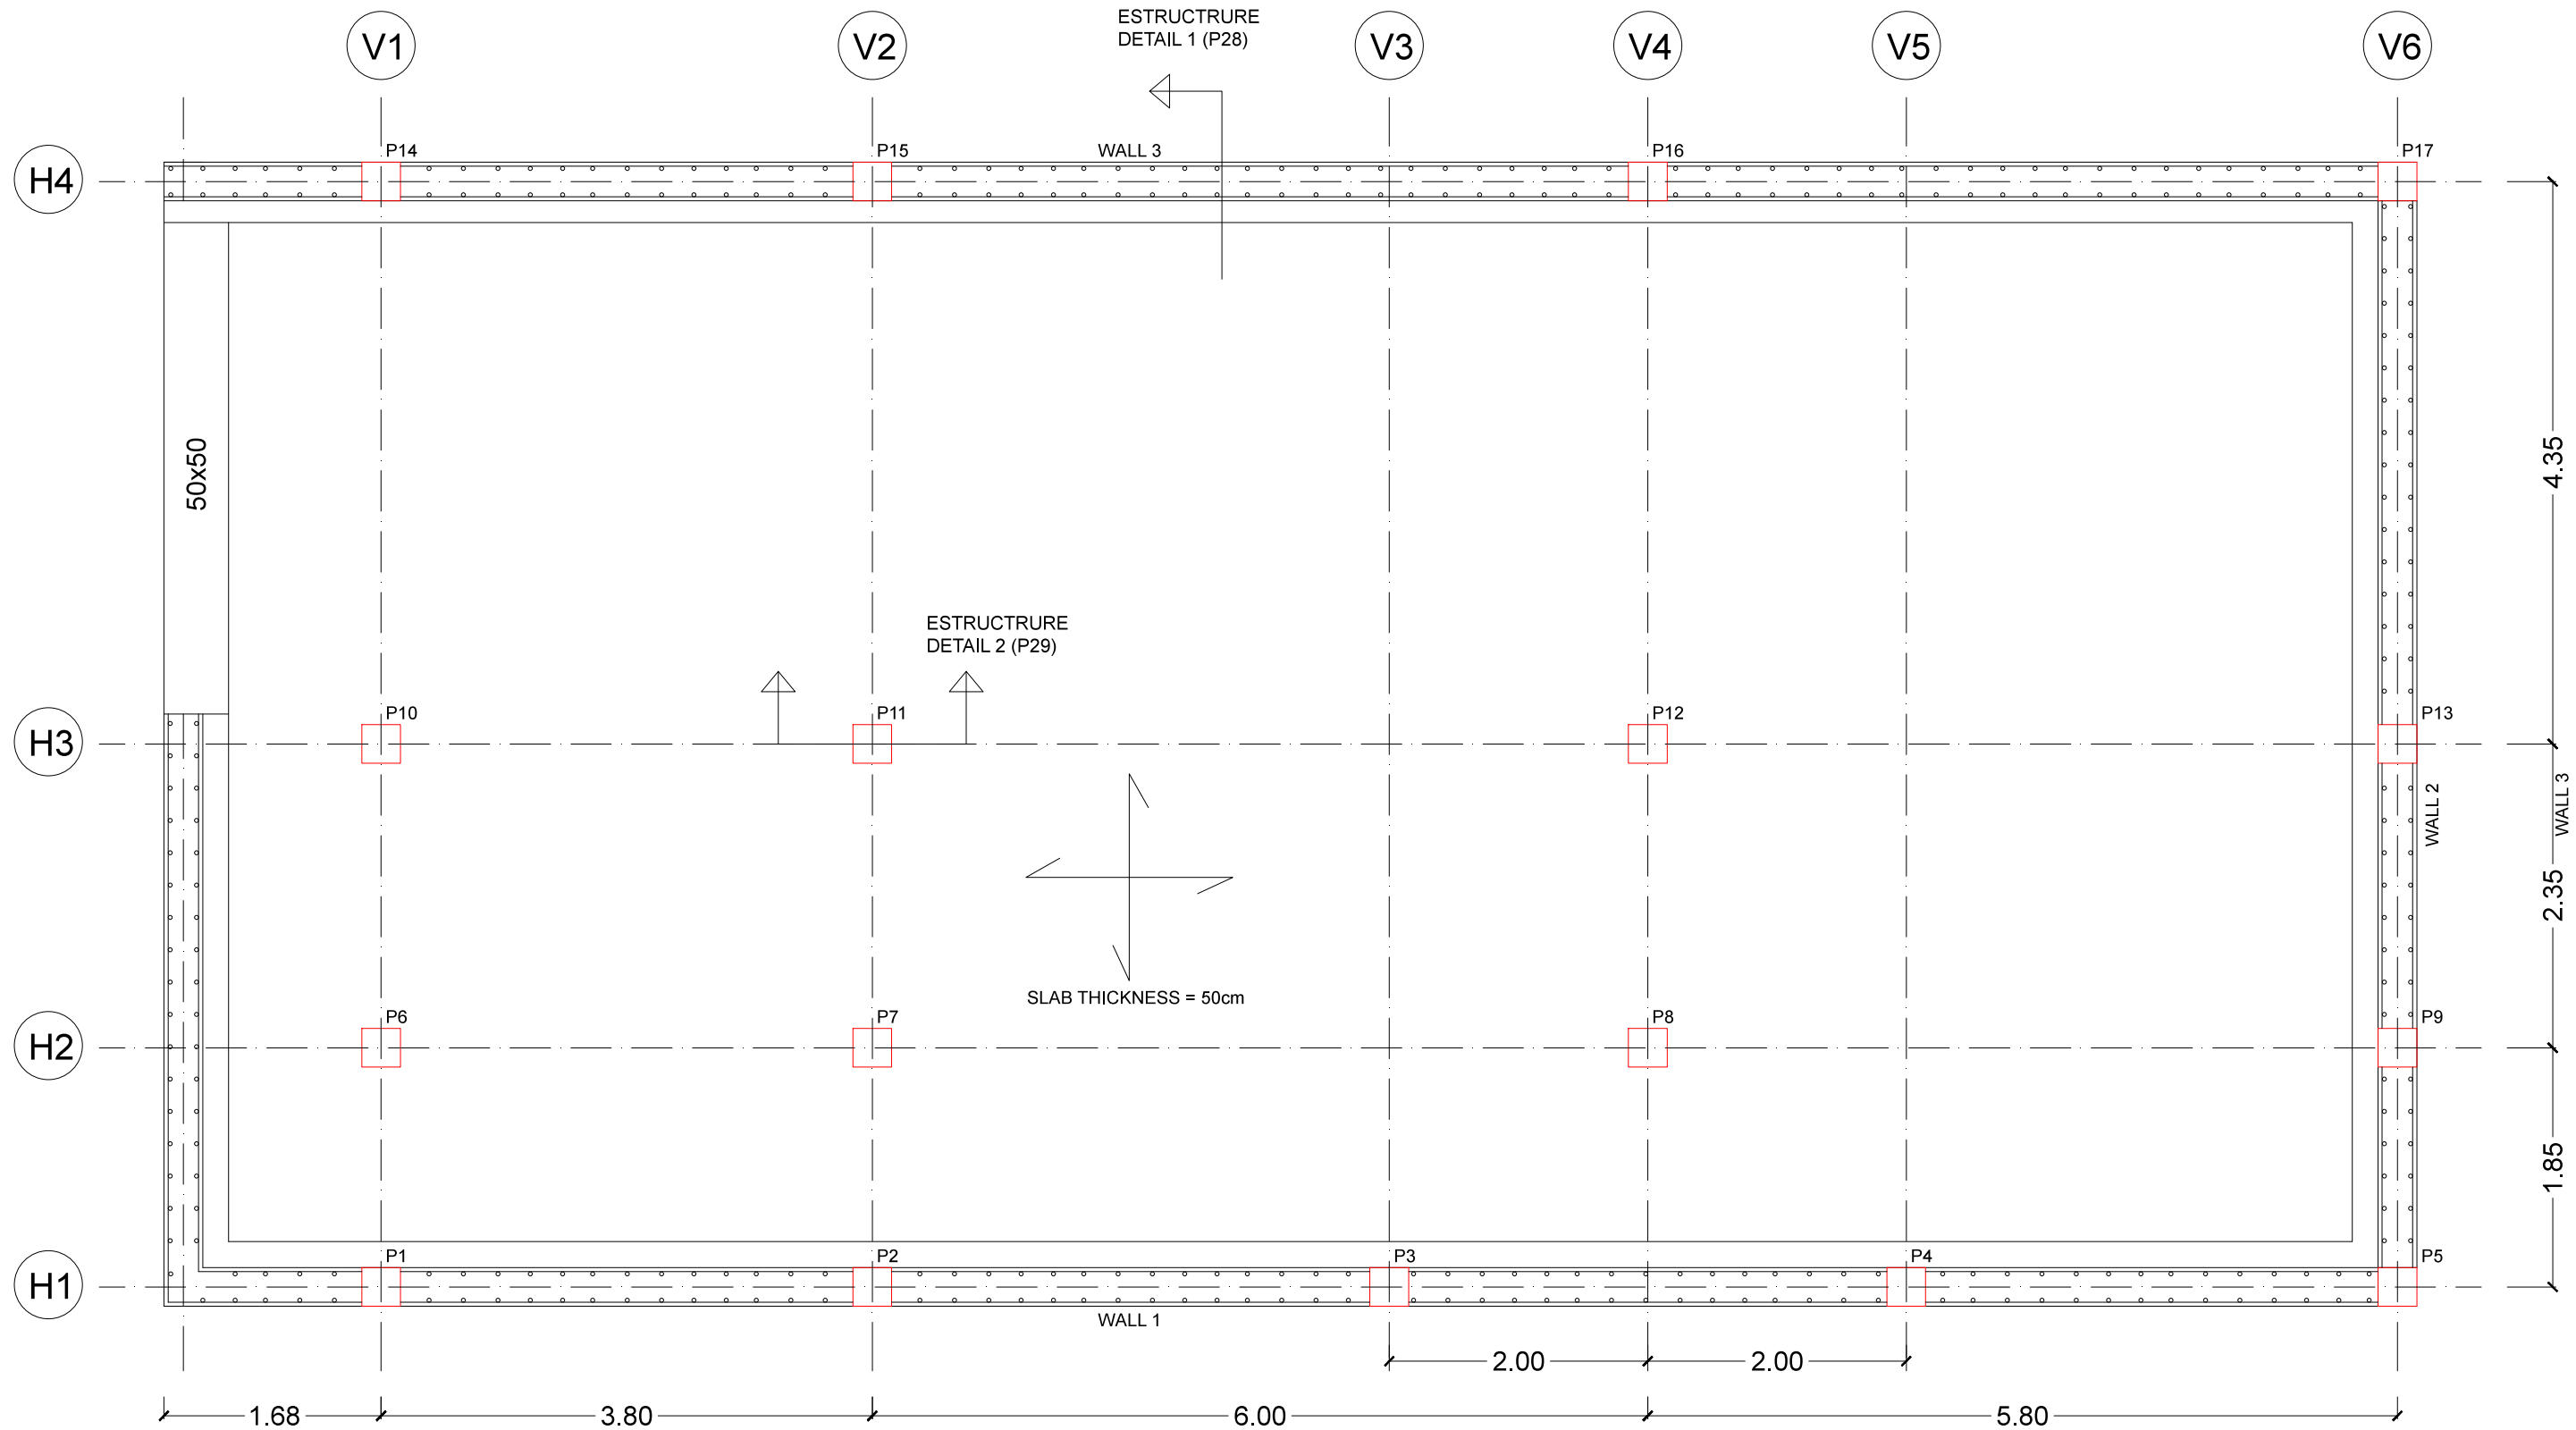 V1
V2
ESTRUCTRURE
DETAIL 1 (P28)
V3
V4
V5
V6
H4
P14
P15
WALL 3
P16
P17
50x50
4.35
ESTRUCTRURE
DETAIL 2 (P29)
H3
P10
P11
P12
P13
WALL 2
WALL 3
2.35
SLAB THICKNESS = 50cm
H2
P6
P7
P8
P9
1.85
H1
P1
P2
P3
P4
P5
WALL 1
2.00
2.00
1.68
3.80
6.00
5.80